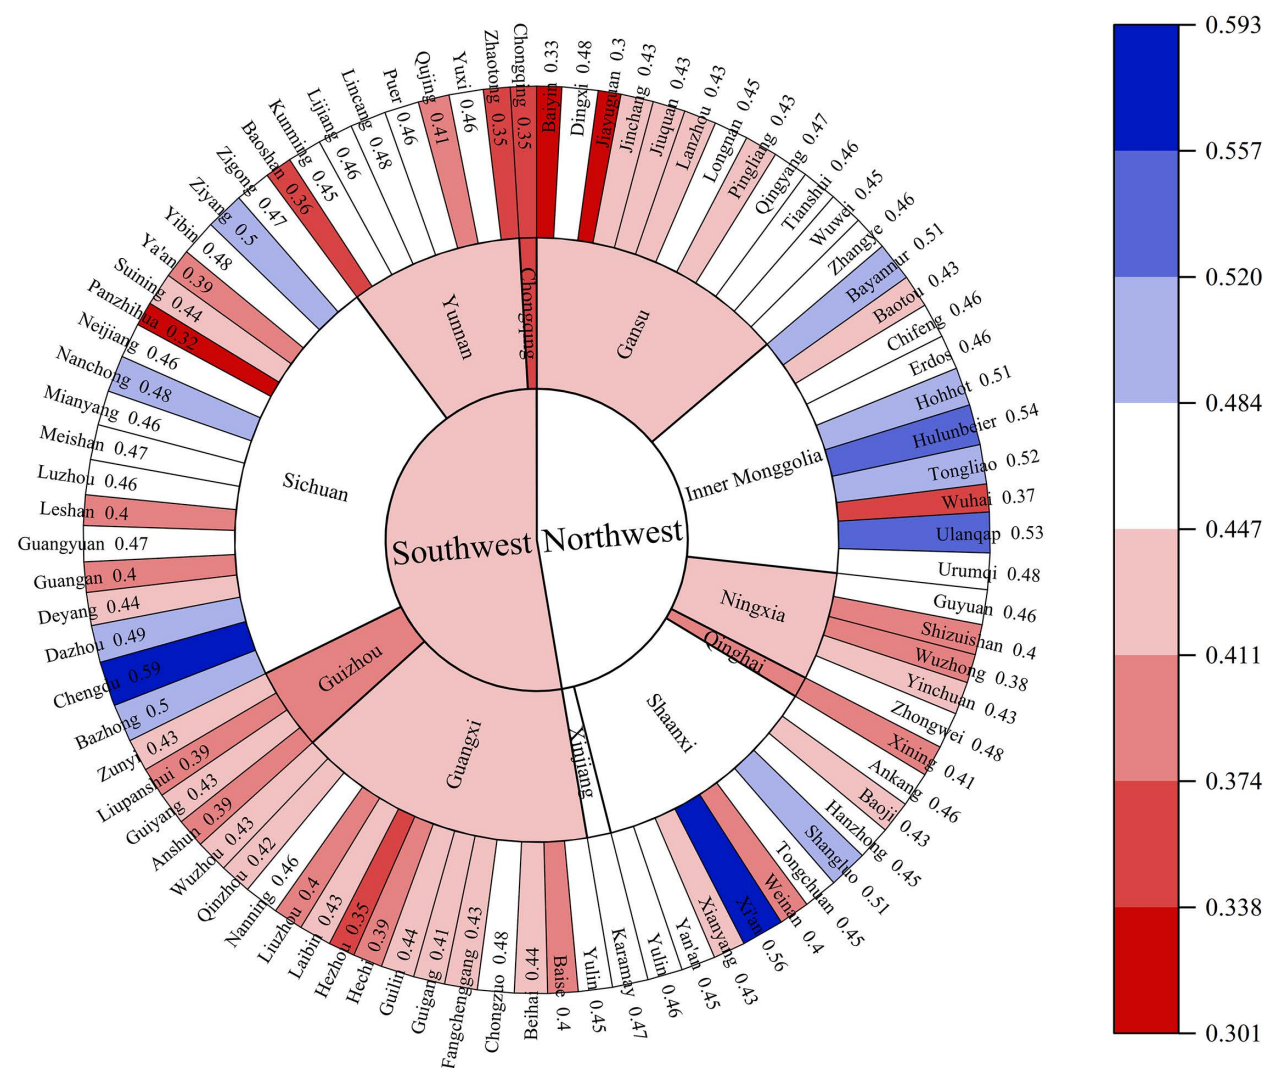 Southwest
Northwest
Gansu
Inner Monggolia
Ningxia
Qinghai
Shaanxi
Xinjiang
Guangxi
Guizhou
Sichuan
Yunnan
Chongqing
Baiyin 0.33
Dingxi 0.48
Jiayuguan 0.3
Jinchang 0.43
Jiuquan 0.43
Lanzhou 0.43
Longnan 0.45
Pingliang 0.43
Qingyang 0.47
Tianshui 0.46
Wuwei 0.45
Zhangye 0.46
Bayannur 0.51
Baotou 0.43
Chifeng 0.46
Erdos 0.46
Hohhot 0.51
Hulunbeier 0.54
Tongliao 0.52
Wuhai 0.37
Ulanqap 0.53
Urumqi 0.48
Guyuan 0.46
Shizuishan 0.4
Wuzhong 0.38
Yinchuan 0.43
Zhongwei 0.48
Xining 0.41
Ankang 0.46
Baoji 0.43
Hanzhong 0.45
Shangluo 0.51
Tongchuan 0.45
Weinan 0.4
Xi'an 0.56
Xianyang 0.43
Yan'an 0.45
Yulin 0.46
Karamay 0.47
Yulin 0.45
Baise 0.4
Beihai 0.44
Chongzuo 0.48
Fangchenggang 0.43
Guigang 0.41
Guilin 0.44
Hechi 0.39
Hezhou 0.35
Laibin 0.43
Liuzhou 0.4
Nanning 0.46
Qinzhou 0.42
Wuzhou 0.43
Anshun 0.39
Guiyang 0.43
Liupanshui 0.39
Zunyi 0.43
Bazhong 0.5
Chengdu 0.59
Dazhou 0.49
Deyang 0.44
Guangan 0.4
Guangyuan 0.47
Leshan 0.4
Luzhou 0.46
Meishan 0.47
Mianyang 0.46
Nanchong 0.48
Neijiang 0.46
Panzhihua 0.32
Suining 0.44
Ya'an 0.39
Yibin 0.48
Ziyang 0.5
Zigong 0.47
Baoshan 0.36
Kunming 0.45
Lijiang 0.46
Lincang 0.48
Puer 0.46
Qujing 0.41
Yuxi 0.46
Zhaotong 0.35
Chongqing 0.35
0.593
0.557
0.520
0.484
0.447
0.411
0.374
0.338
0.301